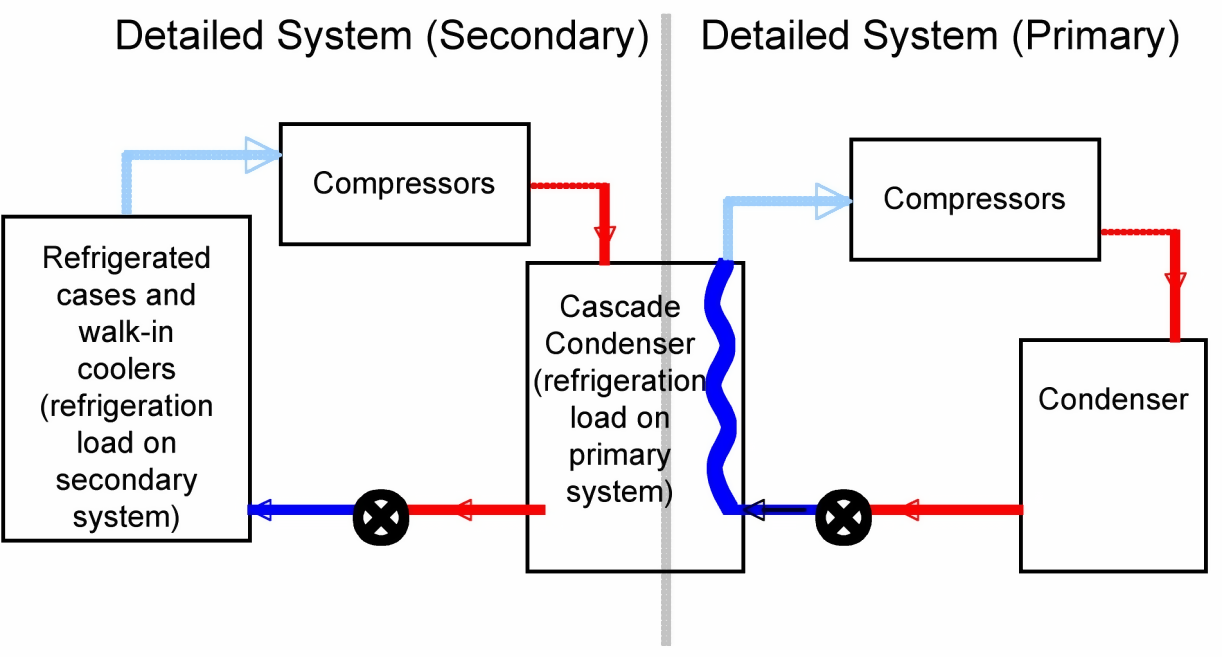 Detailed System (Secondary)
Detailed System (Primary)
Compressors
Compressors
Refrigerated
cases and
walk-in
coolers
(refrigeration
load on
secondary
system)
Cascade
Condenser
(refrigeration
load on
primary
system)
Condenser